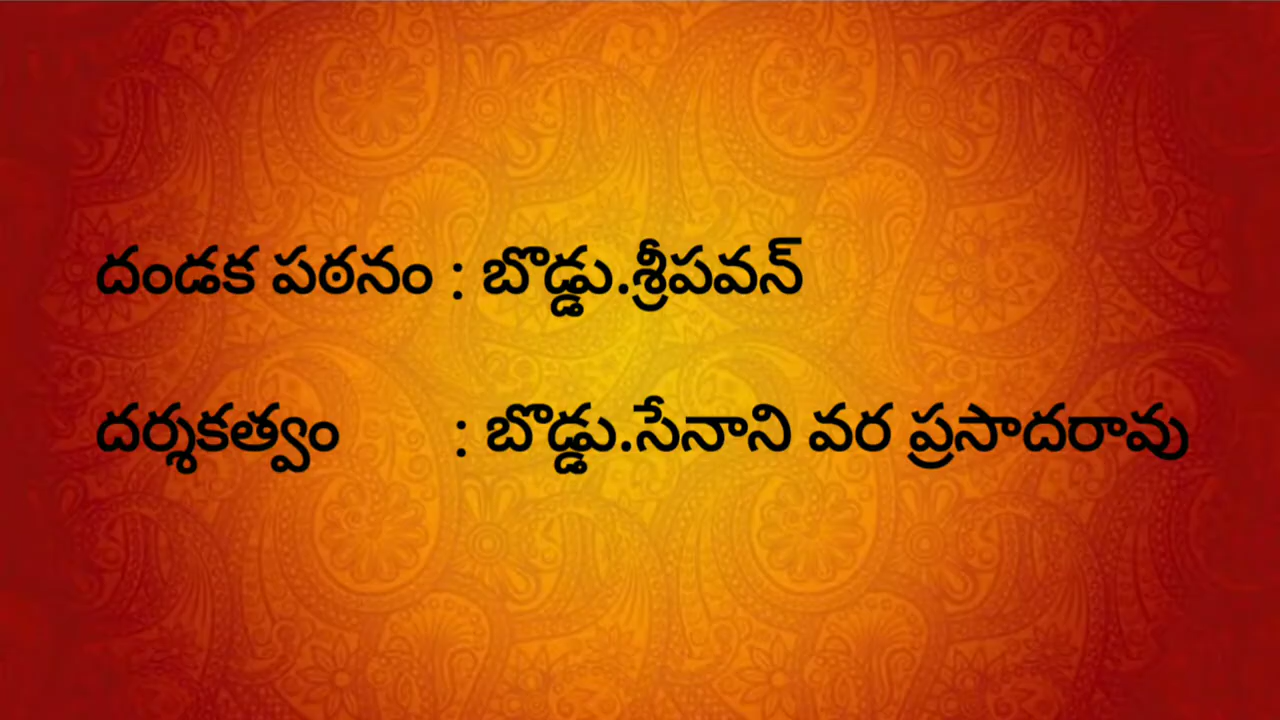 దండక పఠనం : బొడ్డు.శ్రీపవన్
దర్శకత్వం : బొడ్డు.సేనాని వర ప్రసాదరావు